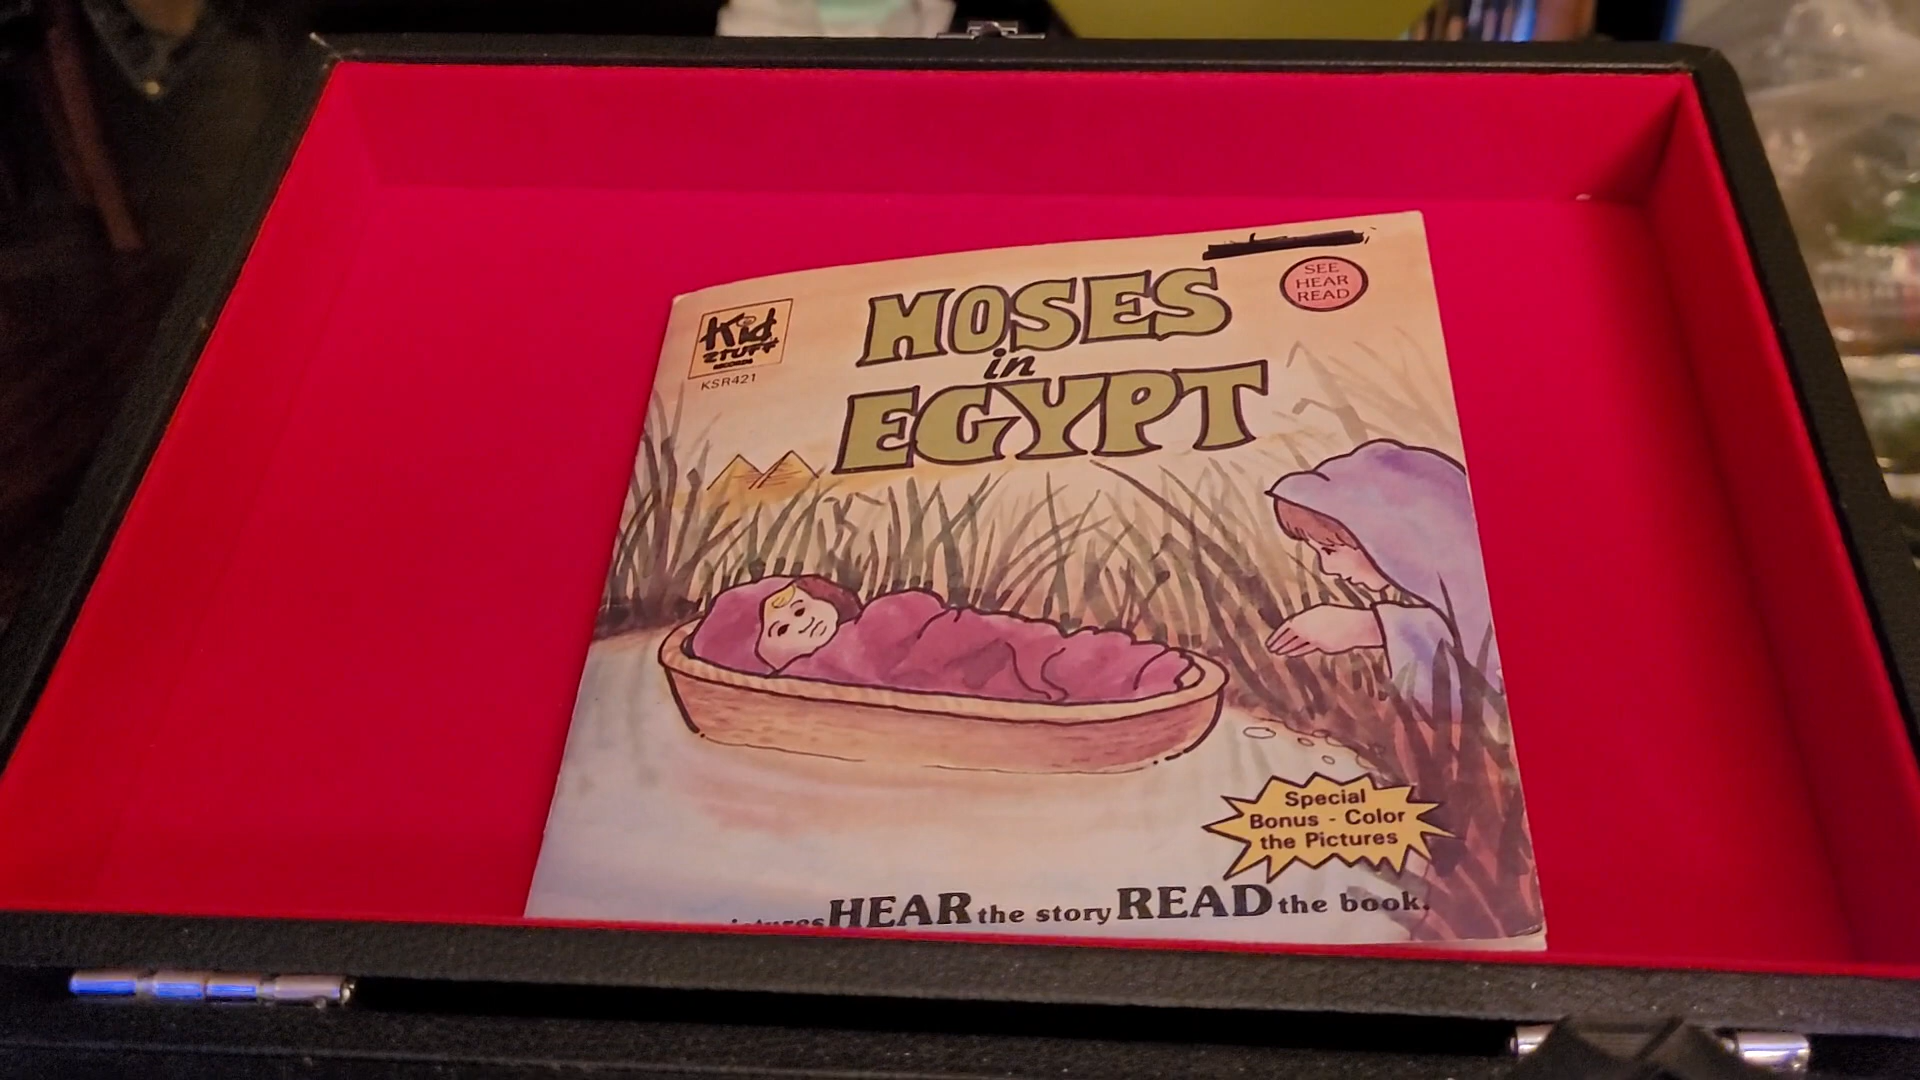 Kid
STUFF
RECORDS
KSR421
MOSES
in
EGYPT
SEE
HEAR
READ
Special
Bonus - Color
the Pictures
HEAR the story READ the book.